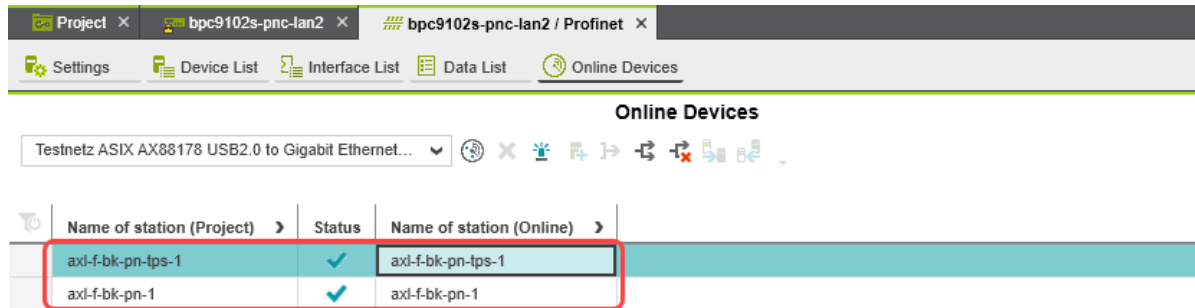 Project bpc9102s-pnc-lan2 bpc9102s-pnc-lan2 / Profinet
Settings Device List Interface List Data List Online Devices
Online Devices
Testnetz ASIX AX88178 USB2.0 to Gigabit Ethernet...
Name of station (Project) Status Name of station (Online)
axl-f-bk-pn-tps-1 axl-f-bk-pn-tps-1
axl-f-bk-pn-1 axl-f-bk-pn-1